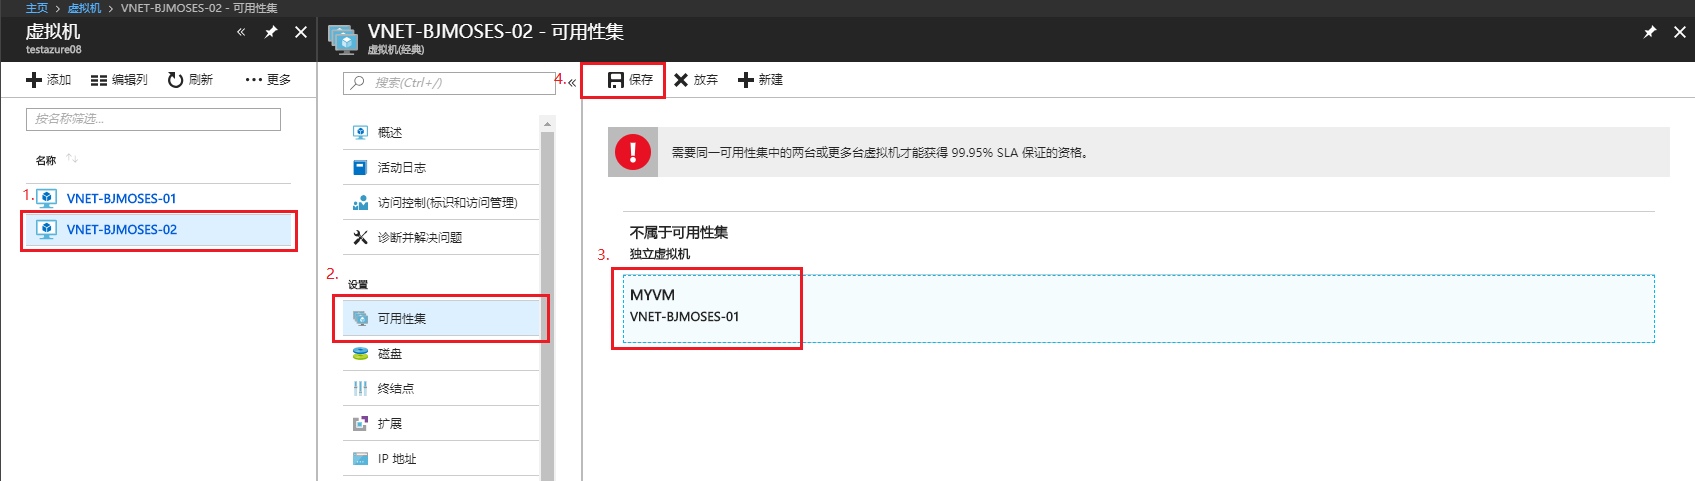 主页 > 虚拟机 > VNET-BJMOSES-02 - 可用性集
虚拟机
testazure08
添加 编辑列 刷新 ··· 更多
按名称筛选...
名称
1.
VNET-BJMOSES-01
VNET-BJMOSES-02
VNET-BJMOSES-02 - 可用性集
虚拟机(经典)
搜索(Ctrl+/)
概述
活动日志
访问控制(标识和访问管理)
诊断并解决问题
2.
设置
可用性集
磁盘
终结点
扩展
IP 地址
4.
保存 放弃 新建
需要同一可用性集中的两台或更多台虚拟机才能获得 99.95% SLA 保证的资格。
不属于可用性集
3.
独立虚拟机
MYVM
VNET-BJMOSES-01